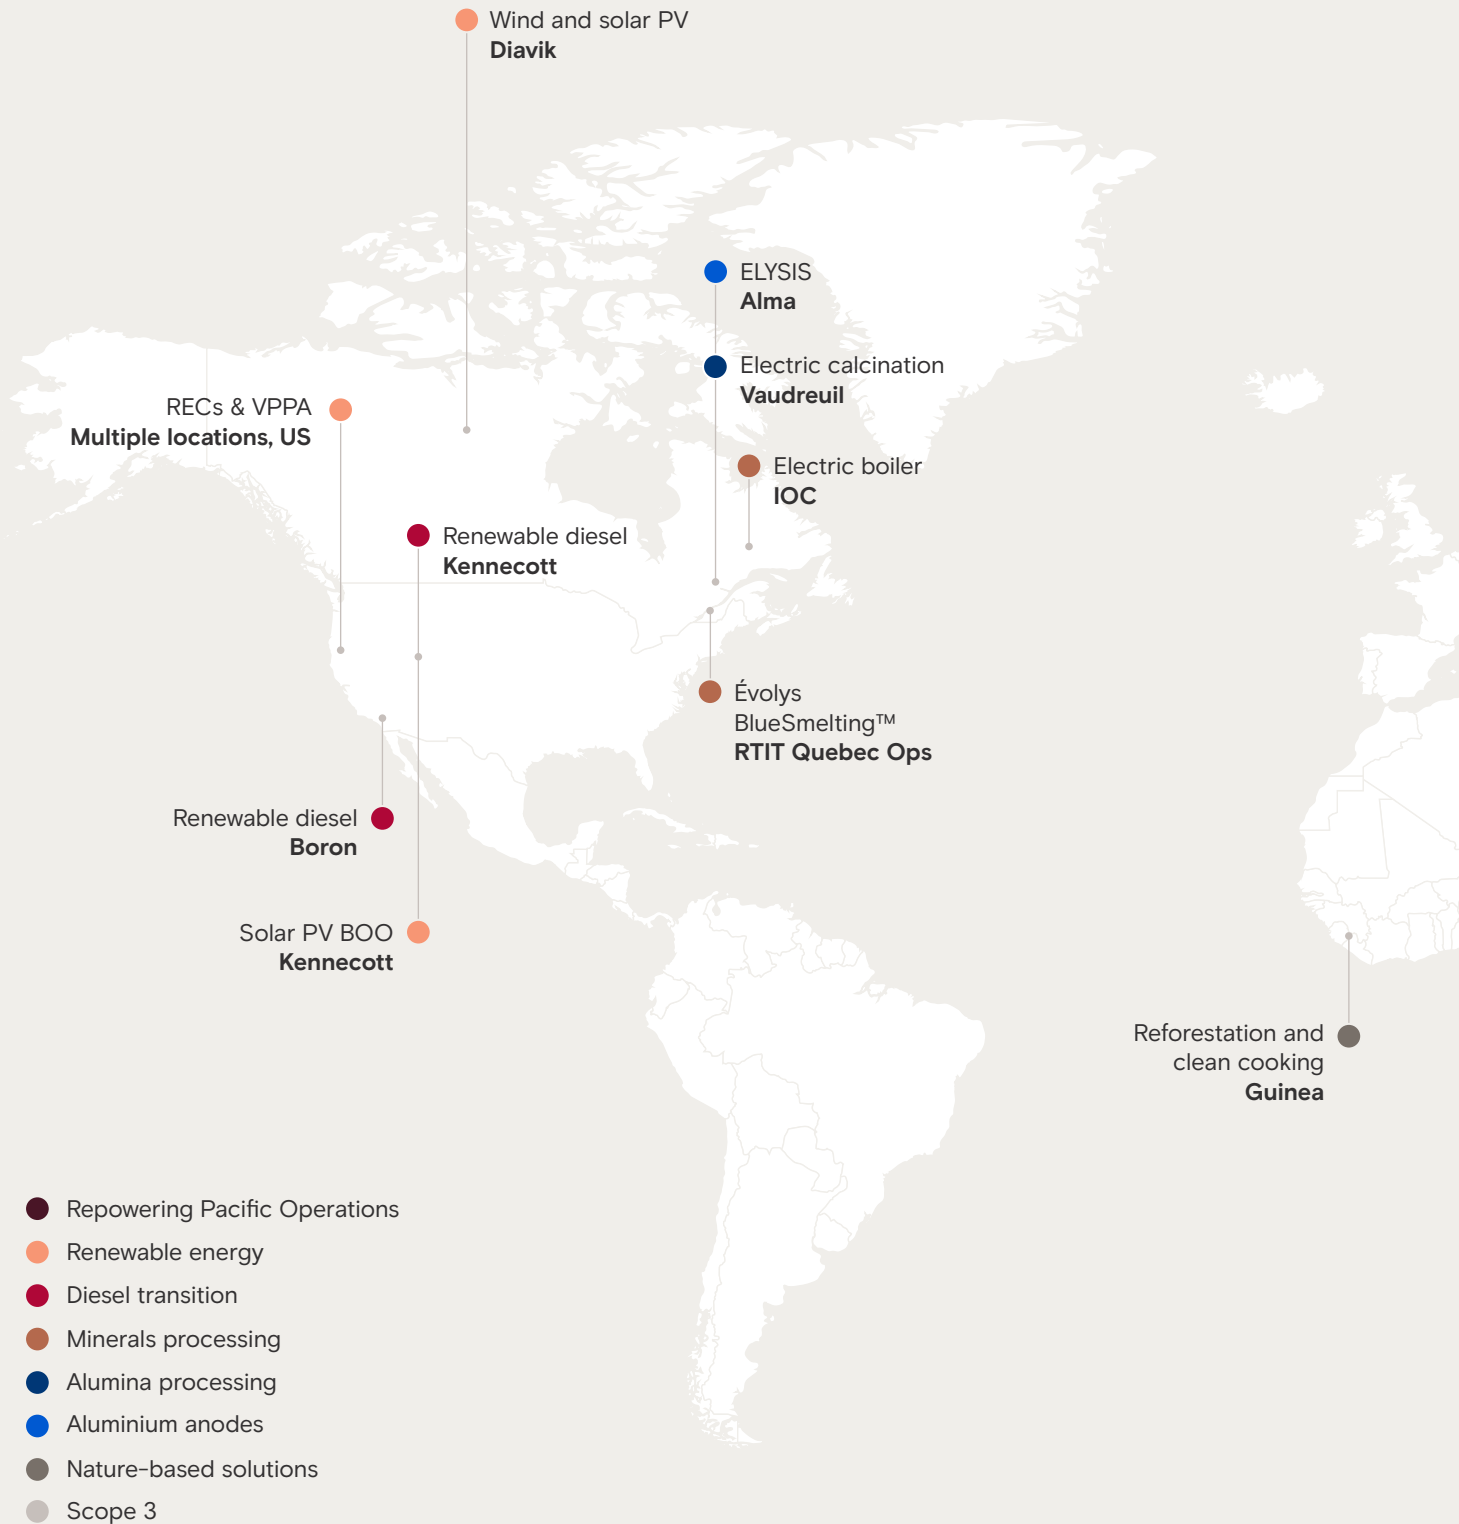 Wind and solar PV
Diavik
ELYSIS
Alma
Electric calcination
Vaudreuil
RECs & VPPA
Multiple locations, US
Electric boiler
IOC
Renewable diesel
Kennecott
Évolys
BlueSmelting™
RTIT Quebec Ops
Renewable diesel
Boron
Solar PV BOO
Kennecott
Reforestation and
clean cooking
Guinea
Repowering Pacific Operations
Renewable energy
Diesel transition
Minerals processing
Alumina processing
Aluminium anodes
Nature-based solutions
Scope 3